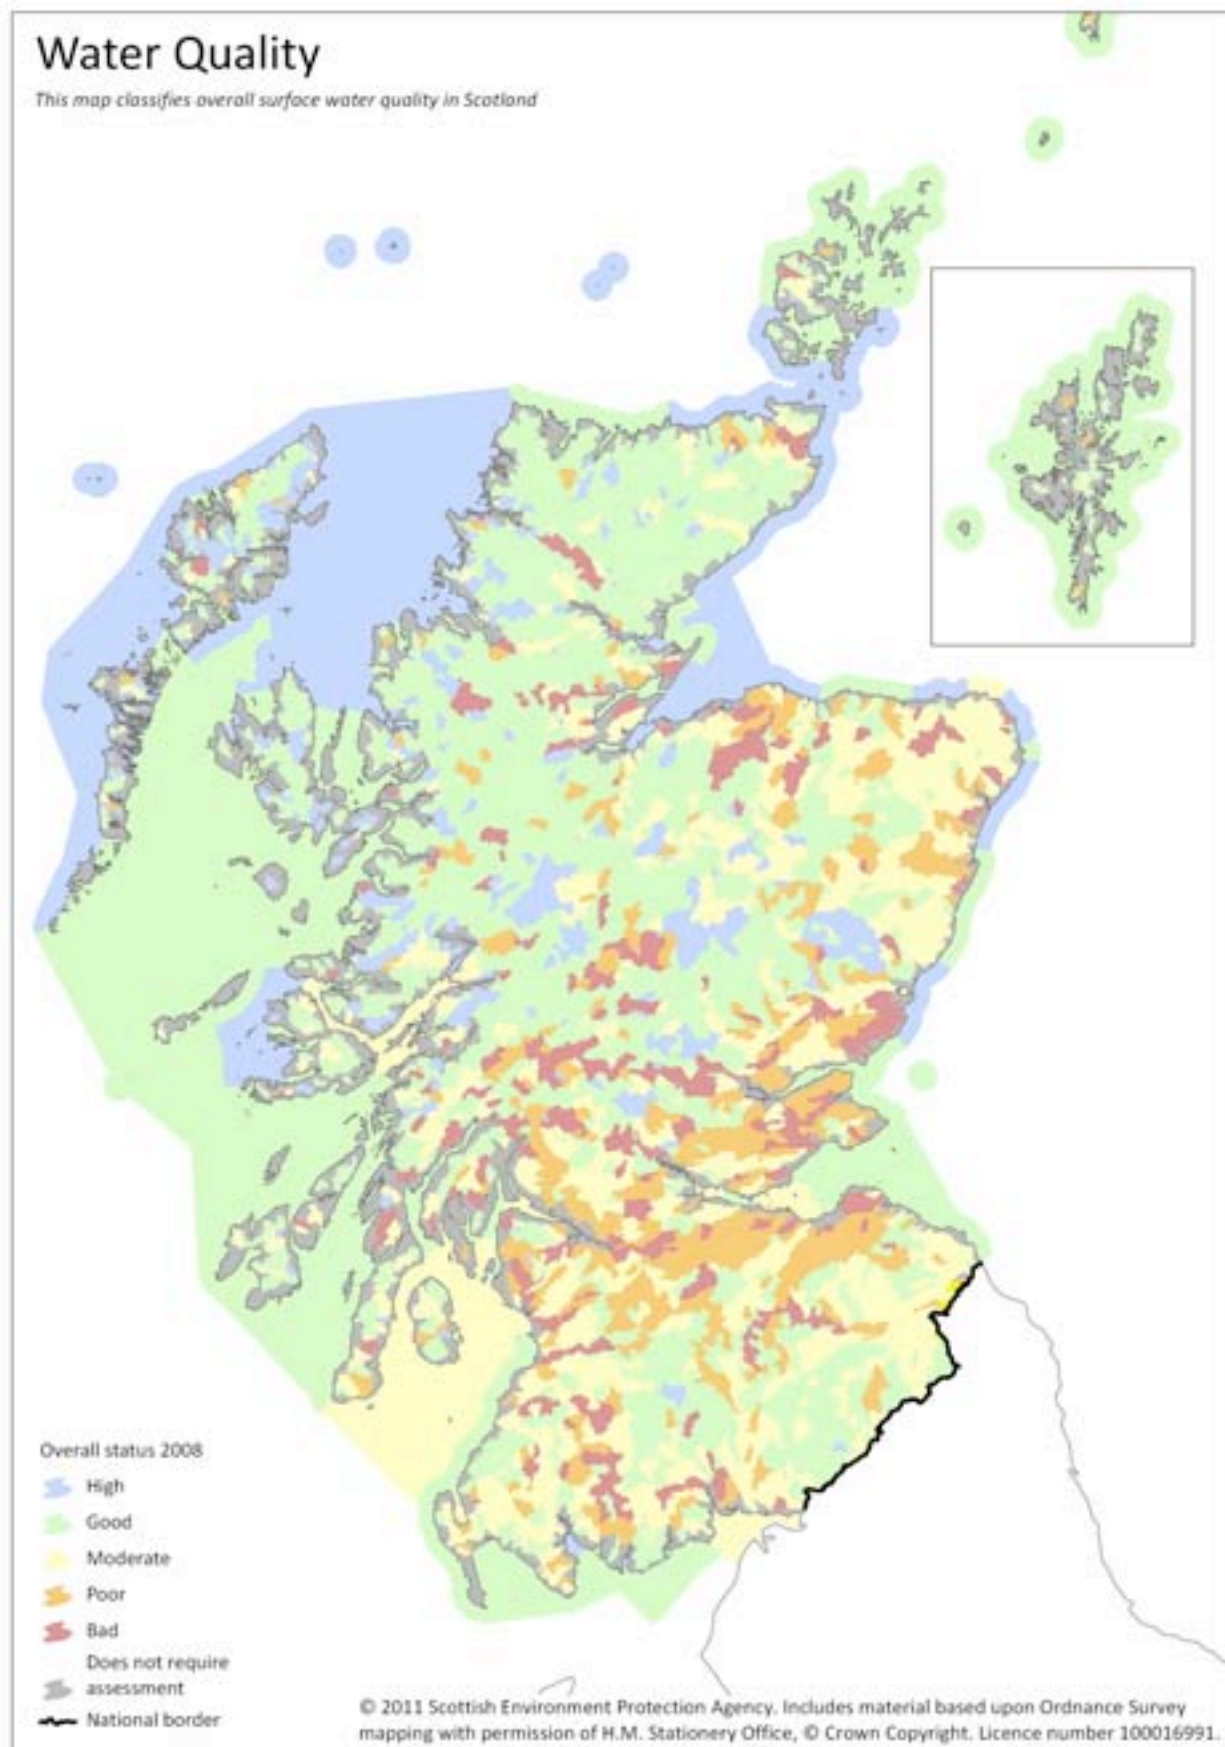 Water Quality
This map classifies overall surface water quality in Scotland
Overall status 2008
High
Good
Moderate
Poor
Bad
Does not require
assessment
National border
© 2011 Scottish Environment Protection Agency. Includes material based upon Ordnance Survey
mapping with permission of H.M. Stationery Office, © Crown Copyright. Licence number 100016991.